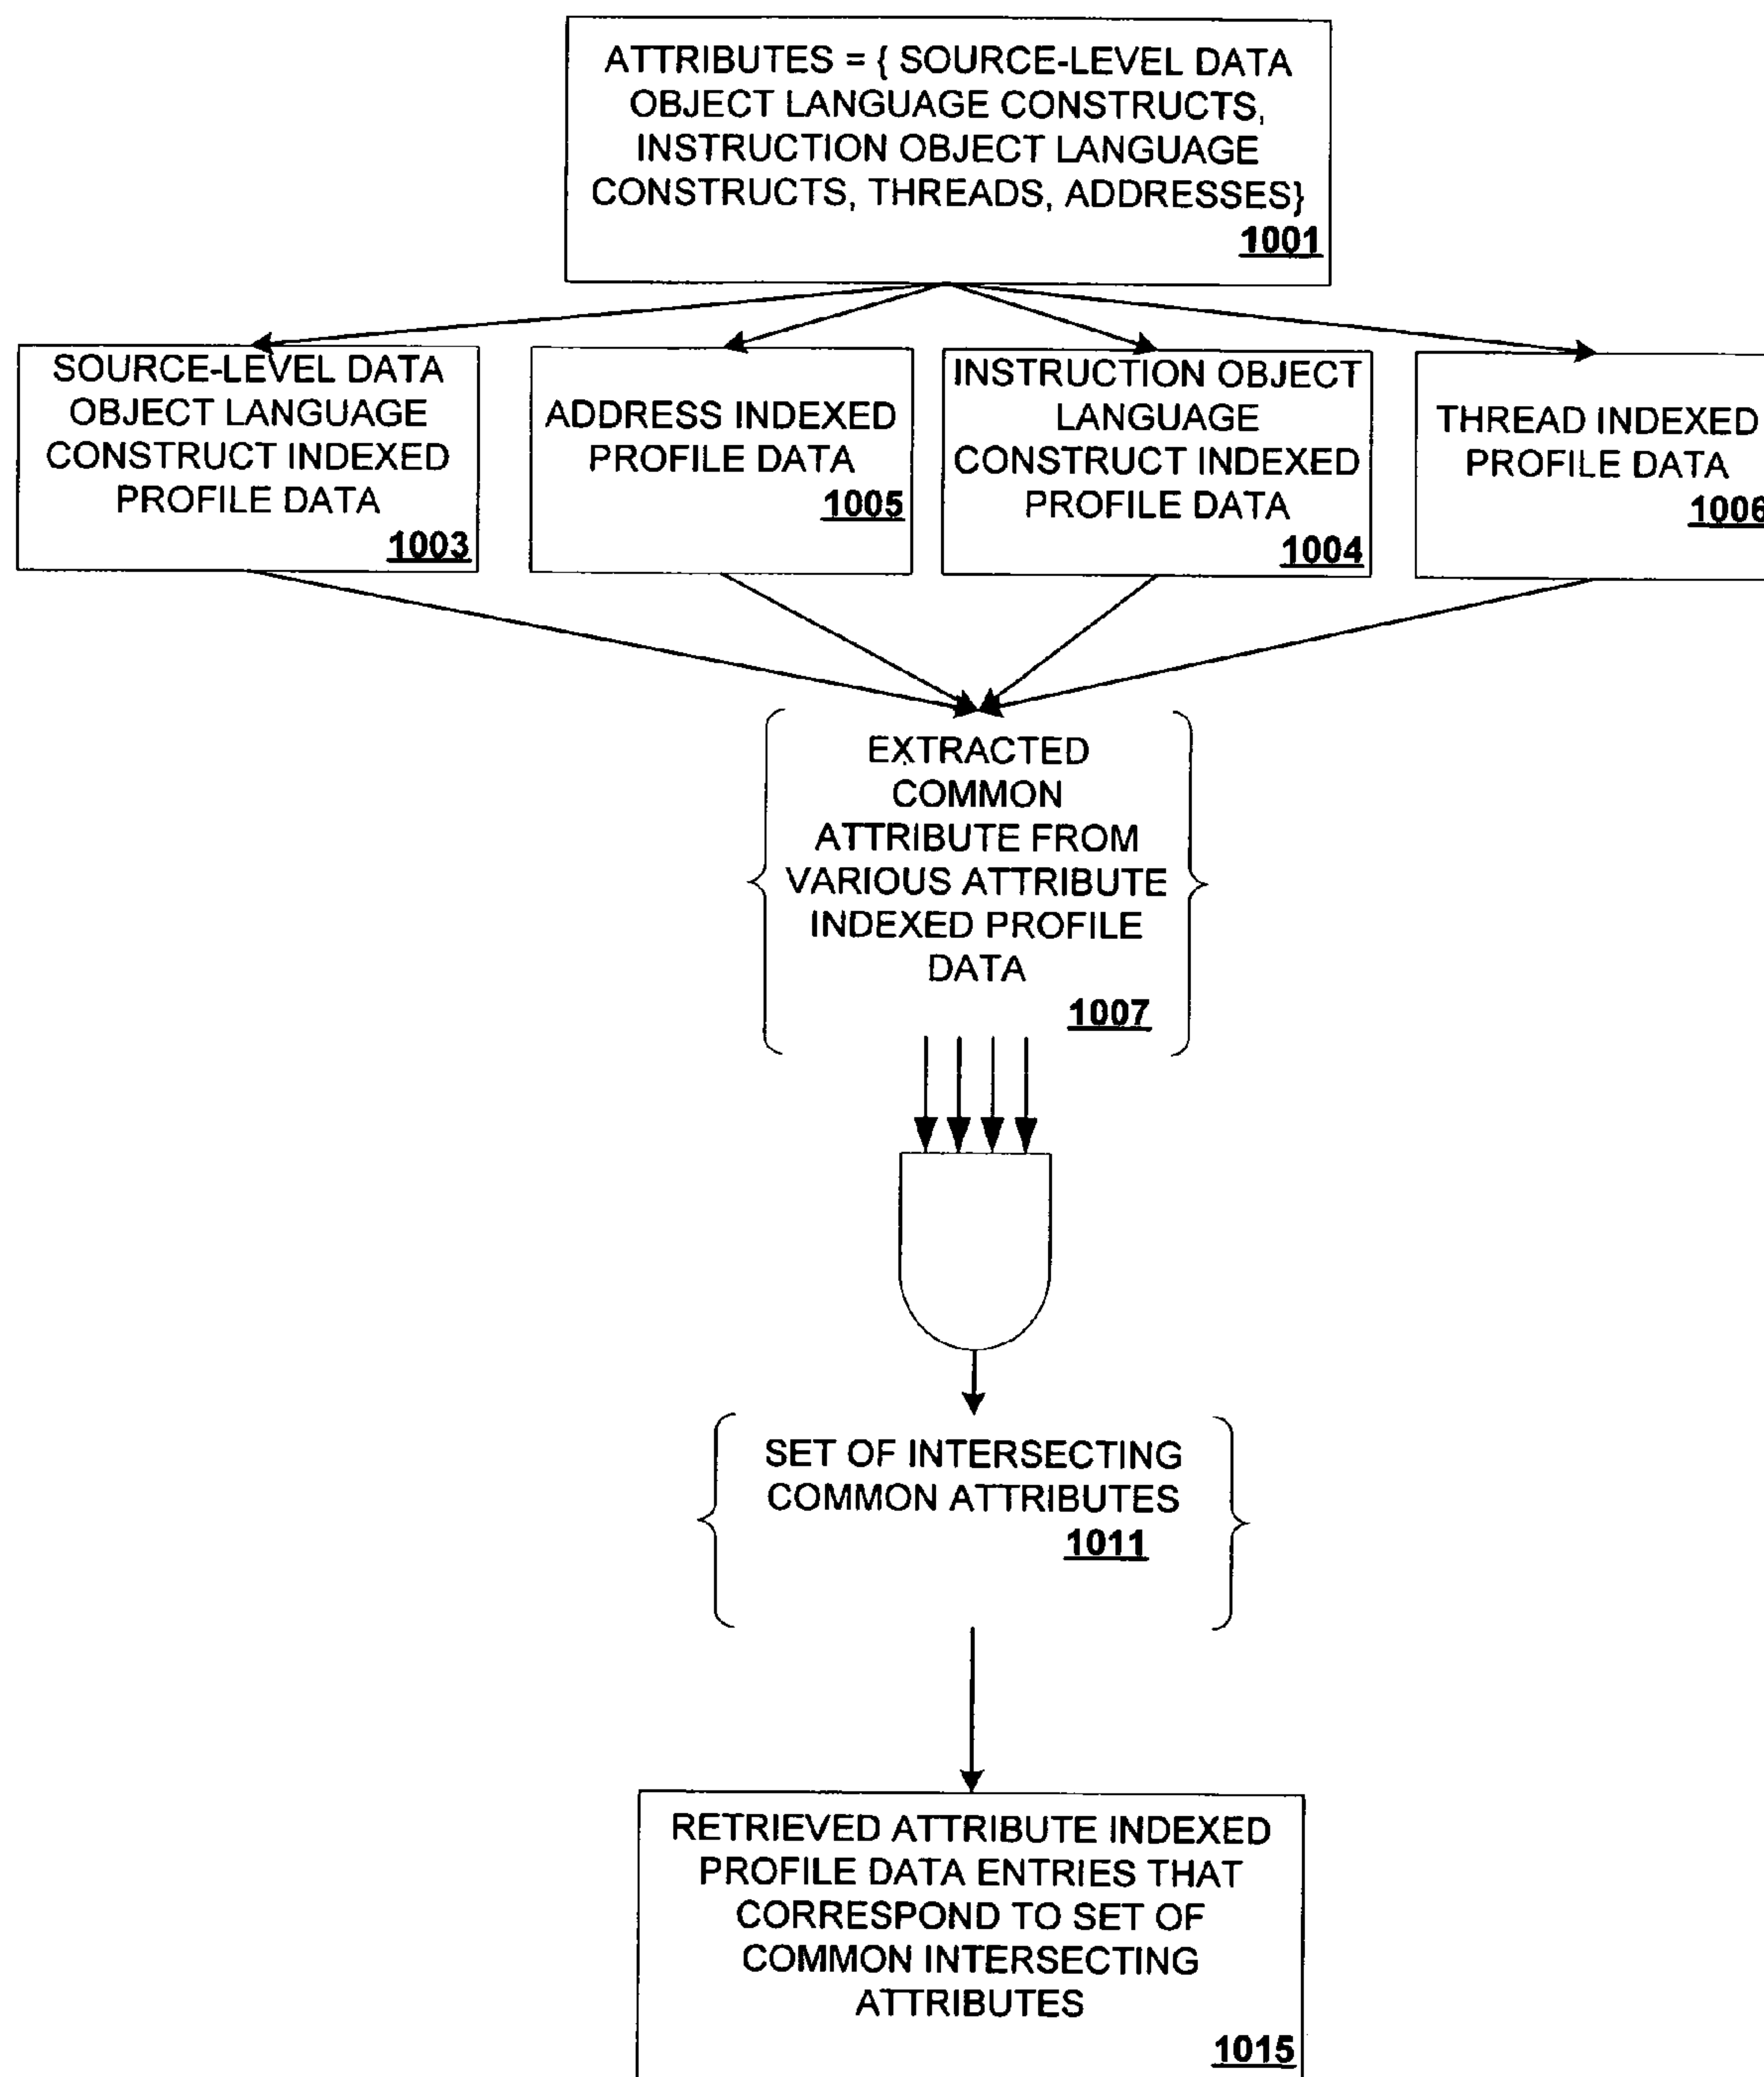 ATTRIBUTES = { SOURCE-LEVEL DATA
OBJECT LANGUAGE CONSTRUCTS,
INSTRUCTION OBJECT LANGUAGE
CONSTRUCTS, THREADS, ADDRESSES}
1001
SOURCE-LEVEL DATA
OBJECT LANGUAGE
CONSTRUCT INDEXED
PROFILE DATA
1003
ADDRESS INDEXED
PROFILE DATA
1005
INSTRUCTION OBJECT
LANGUAGE
CONSTRUCT INDEXED
PROFILE DATA
1004
THREAD INDEXED
PROFILE DATA
1006
EXTRACTED
COMMON
ATTRIBUTE FROM
VARIOUS ATTRIBUTE
INDEXED PROFILE
DATA
1007
SET OF INTERSECTING
COMMON ATTRIBUTES
1011
RETRIEVED ATTRIBUTE INDEXED
PROFILE DATA ENTRIES THAT
CORRESPOND TO SET OF
COMMON INTERSECTING
ATTRIBUTES
1015